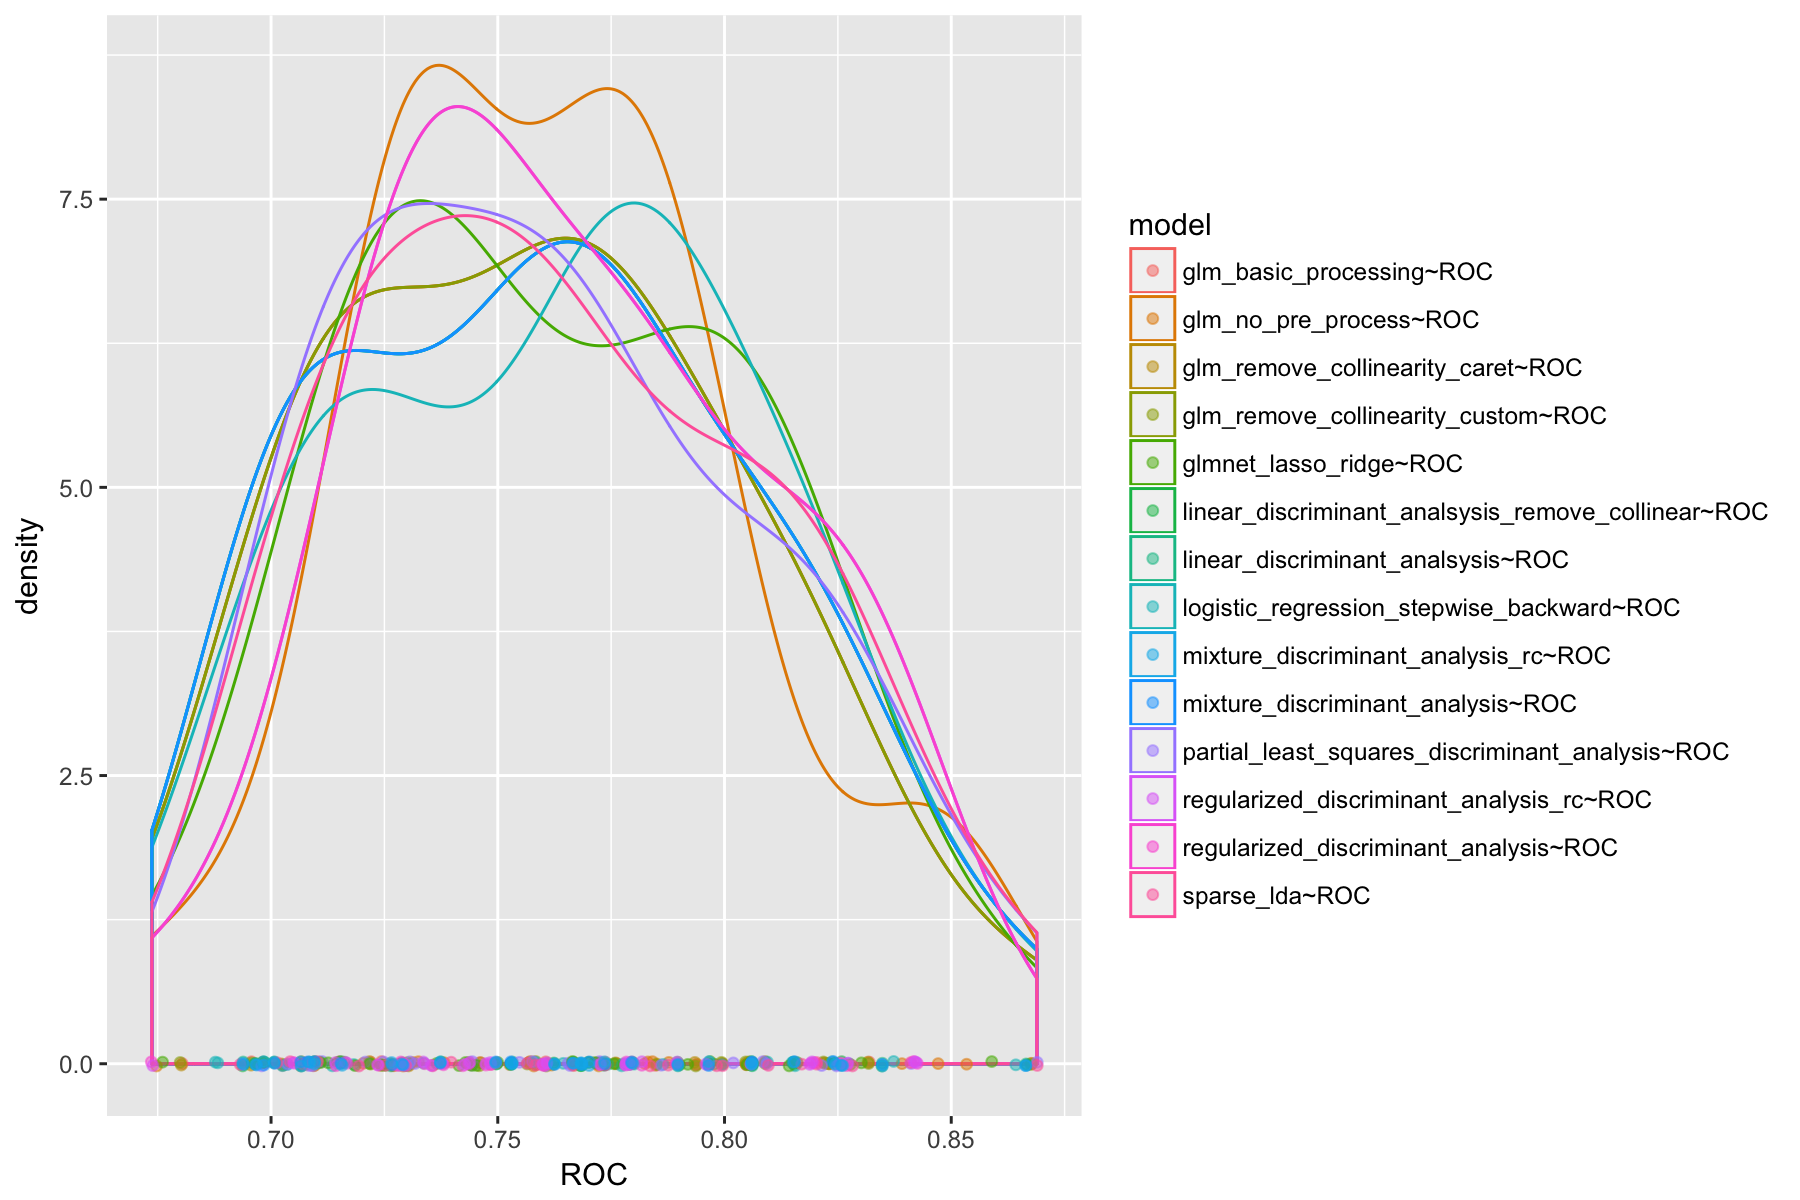 density
7.5
5.0
2.5
0.0
0.70 0.75 0.80 0.85
ROC
model
glm_basic_processing~ROC
glm_no_pre_process~ROC
glm_remove_collinearity_caret~ROC
glm_remove_collinearity_custom~ROC
glmnet_lasso_ridge~ROC
linear_discriminant_analsysis_remove_collinear~ROC
linear_discriminant_analsysis~ROC
logistic_regression_stepwise_backward~ROC
mixture_discriminant_analysis_rc~ROC
mixture_discriminant_analysis~ROC
partial_least_squares_discriminant_analysis~ROC
regularized_discriminant_analysis_rc~ROC
regularized_discriminant_analysis~ROC
sparse_lda~ROC